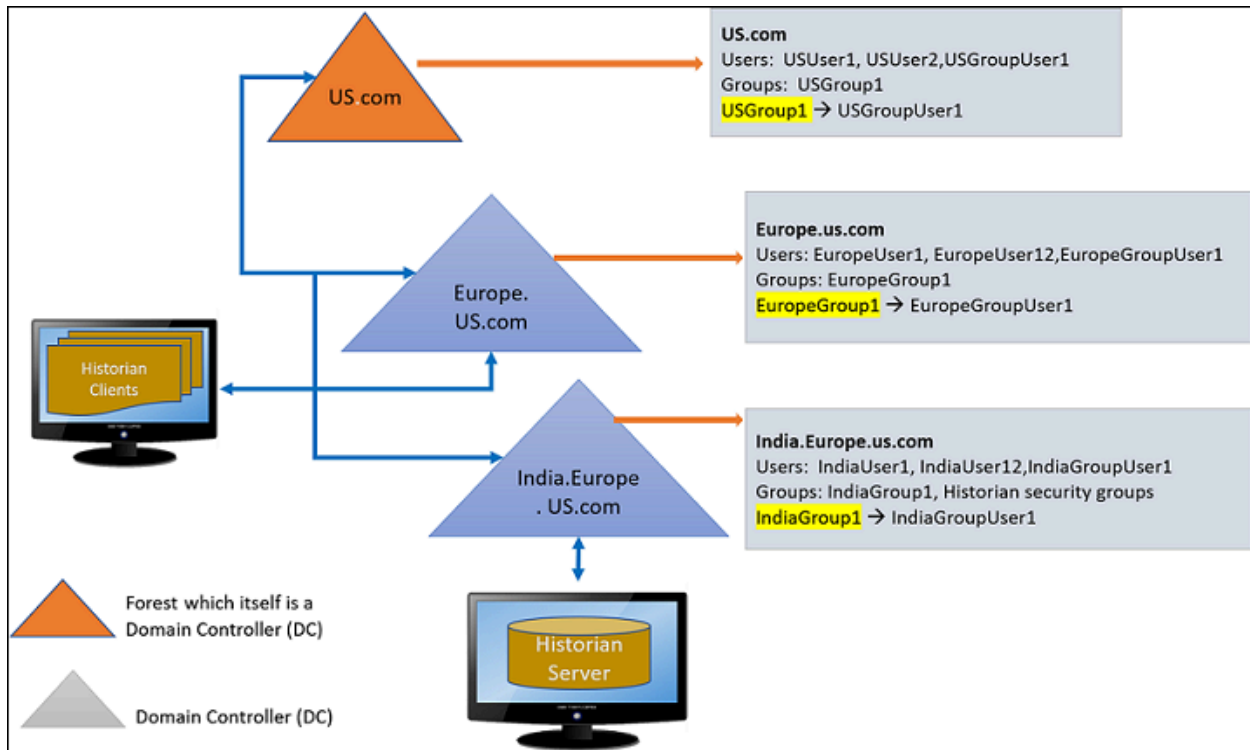 US.com
US.com
Users:  USUser1, USUser2,USGroupUser1
Groups:  USGroup1
USGroup1 → USGroupUser1
Europe.
US.com
Europe.us.com
Users: EuropeUser1, EuropeUser12,EuropeGroupUser1
Groups: EuropeGroup1
EuropeGroup1 → EuropeGroupUser1
Historian
Clients
India.Europe
. US.com
India.Europe.us.com
Users:  IndiaUser1, IndiaUser12,IndiaGroupUser1
Groups: IndiaGroup1, Historian security groups
IndiaGroup1 → IndiaGroupUser1
Forest which itself is a
Domain Controller (DC)
Historian
Server
Domain Controller (DC)